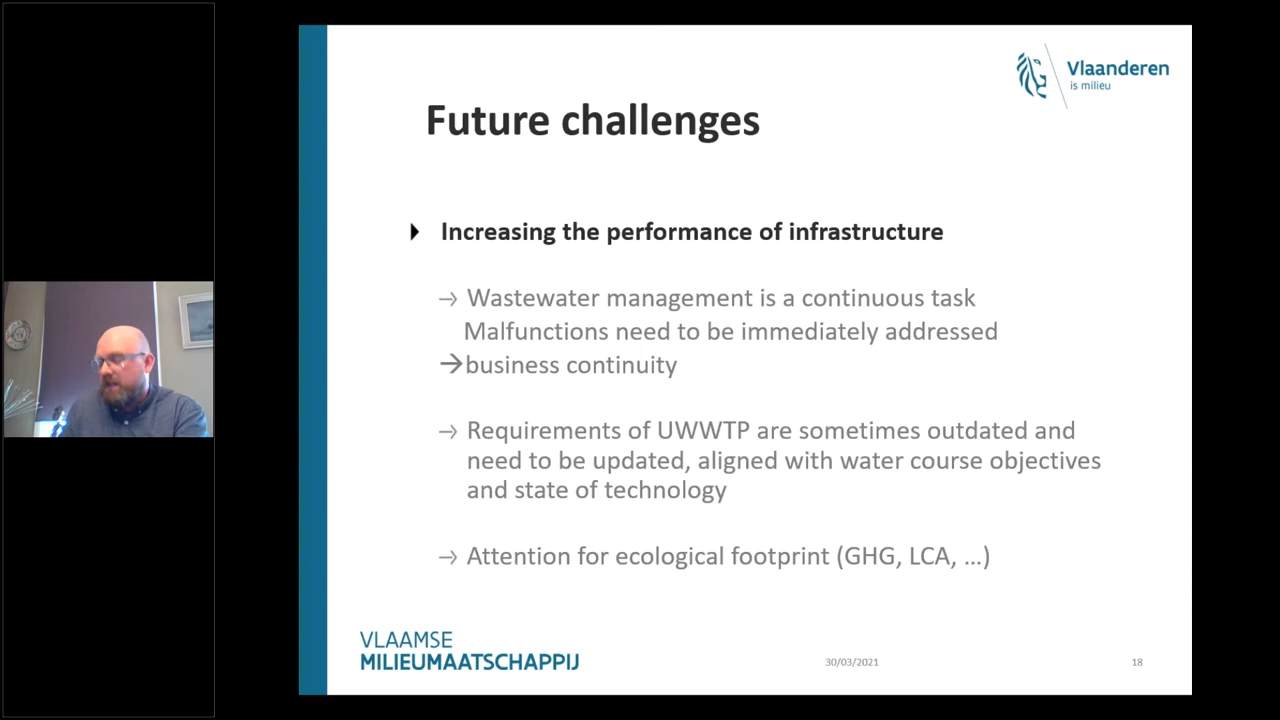 Vlaanderen
is milieu
Future challenges
Increasing the performance of infrastructure
→ Wastewater management is a continuous task
Malfunctions need to be immediately addressed
→business continuity
→ Requirements of UWWTP are sometimes outdated and
need to be updated, aligned with water course objectives
and state of technology
→ Attention for ecological footprint (GHG, LCA, ...)
VLAAMSE
MILIEUMAATSCHAPPIJ
30/03/2021
18